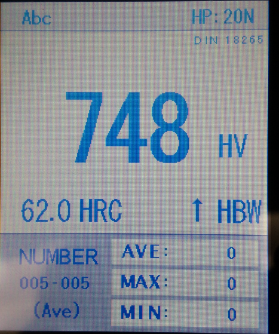 Abc HP:20N
DIN 18265
748 HV
62.0 HRC ↑ HBW
NUMBER AVE: 0
005-005 MAX: 0
(Ave) MIN: 0